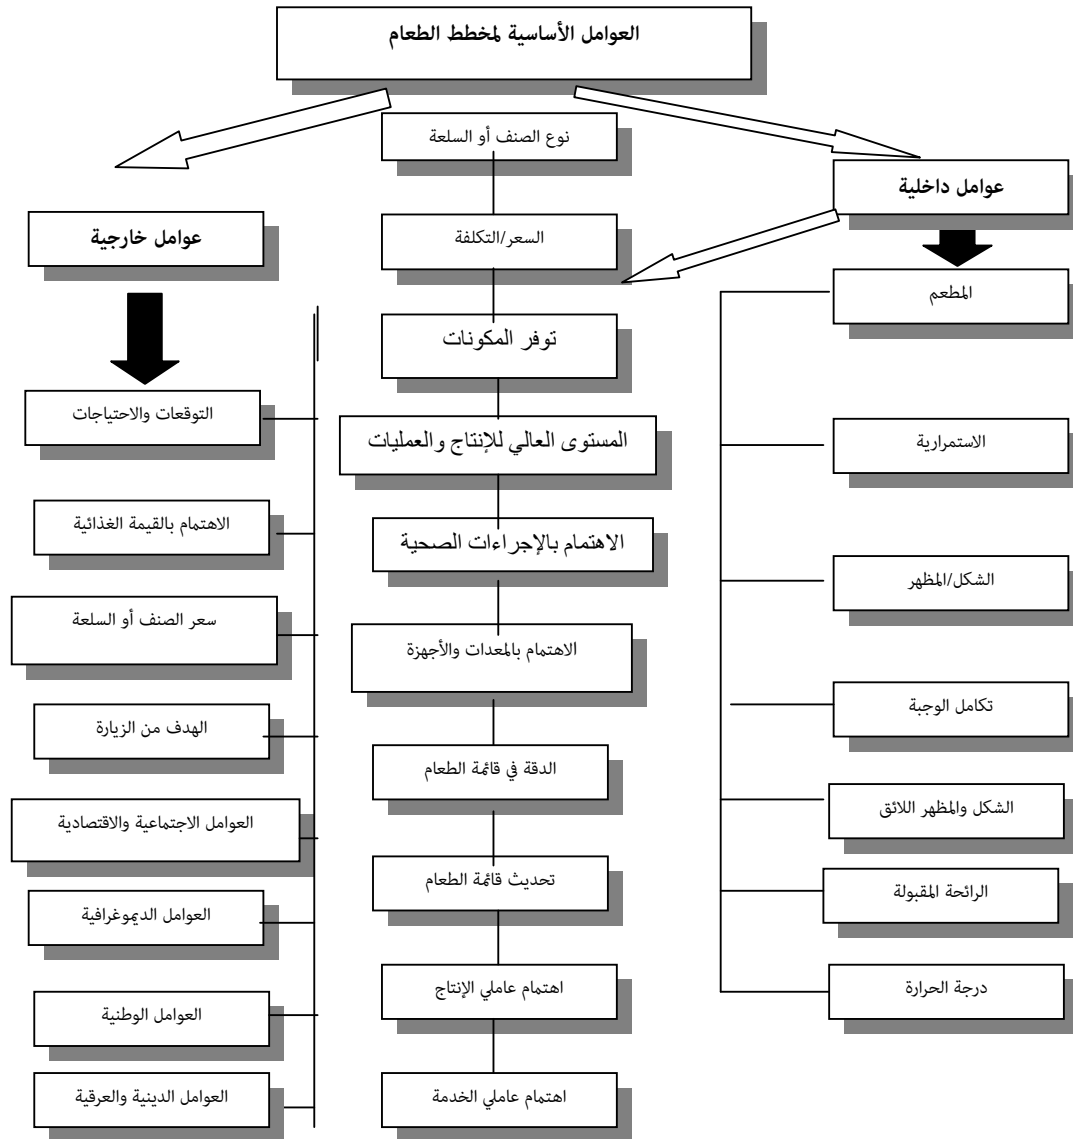 العوامل الأساسية لمخطط الطعام
عوامل داخلية
المطعم
الاستمرارية
الشكل/المظهر
تكامل الوجبة
الشكل والمظهر اللائق
الرائحة المقبولة
درجة الحرارة
نوع الصنف أو السلعة
السعر/التكلفة
توفر المكونات
المستوى العالي للإنتاج والعمليات
الاهتمام بالإجراءات الصحية
الاهتمام بالمعدات والأجهزة
الدقة في قائمة الطعام
تحديث قائمة الطعام
اهتمام عاملي الإنتاج
اهتمام عاملي الخدمة
عوامل خارجية
التوقعات والاحتياجات
الاهتمام بالقيمة الغذائية
سعر الصنف أو السلعة
الهدف من الزيارة
العوامل الاجتماعية والاقتصادية
العوامل الديموغرافية
العوامل الوطنية
العوامل الدينية والعرقية